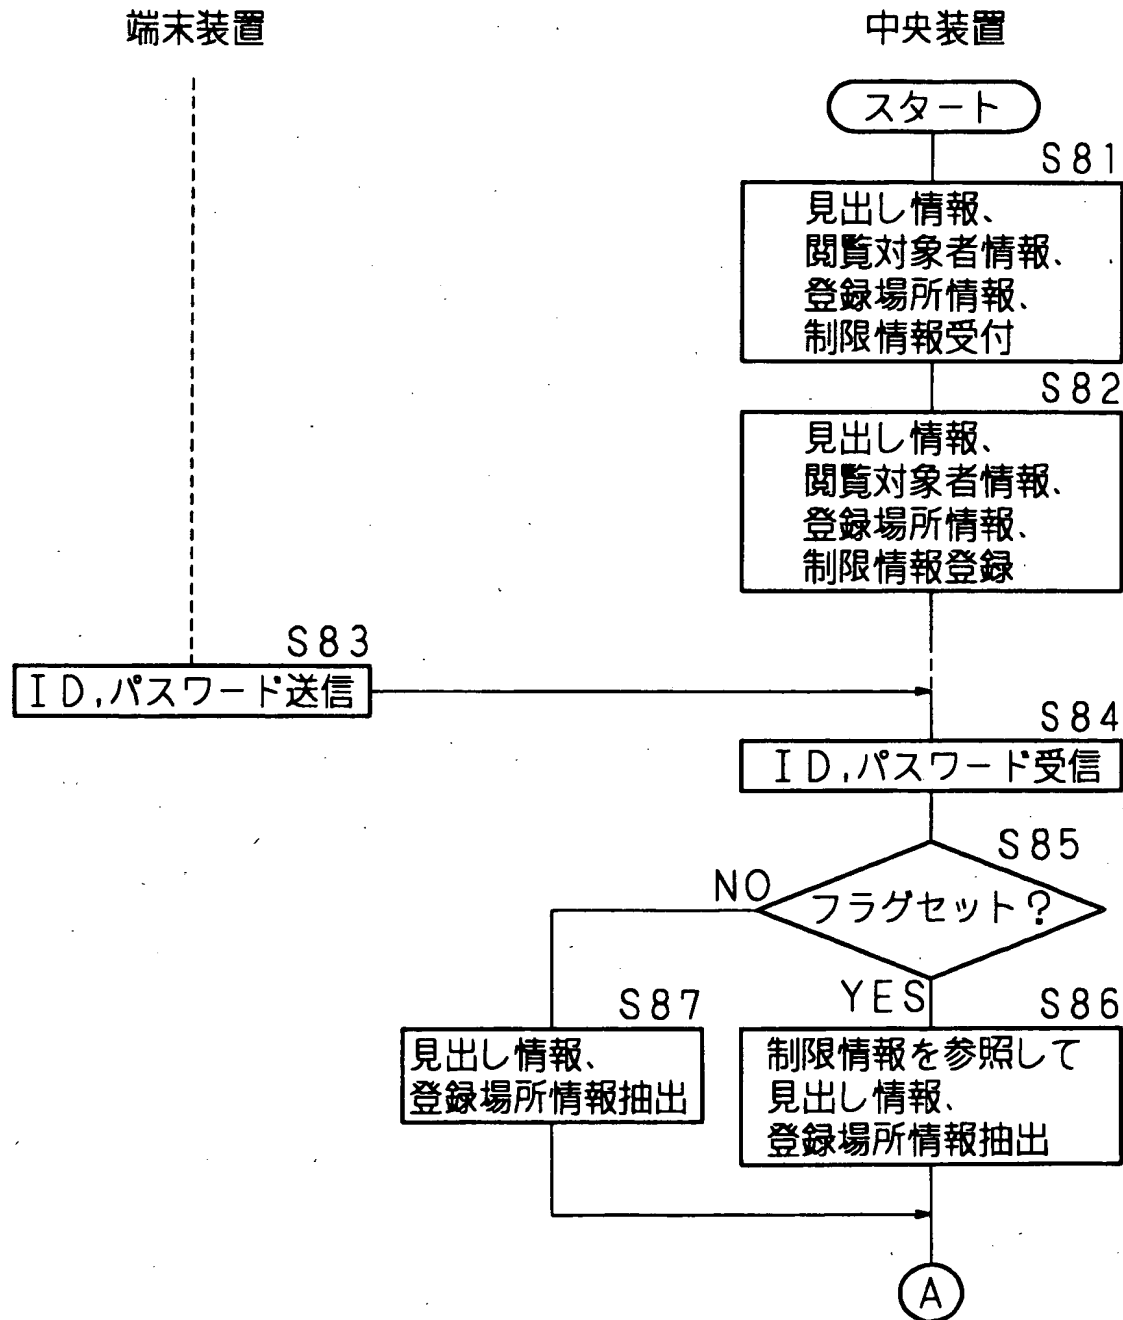 端末装置
中央装置
スタート
S81
見出し情報、
閲覧対象者情報、
登録場所情報、
制限情報受付
S82
見出し情報、
閲覧対象者情報、
登録場所情報、
制限情報登録
S83
ID,パスワード送信
S84
ID,パスワード受信
S85
フラグセット?
NO
YES
S87
見出し情報、
登録場所情報抽出
S86
制限情報を参照して
見出し情報、
登録場所情報抽出
A